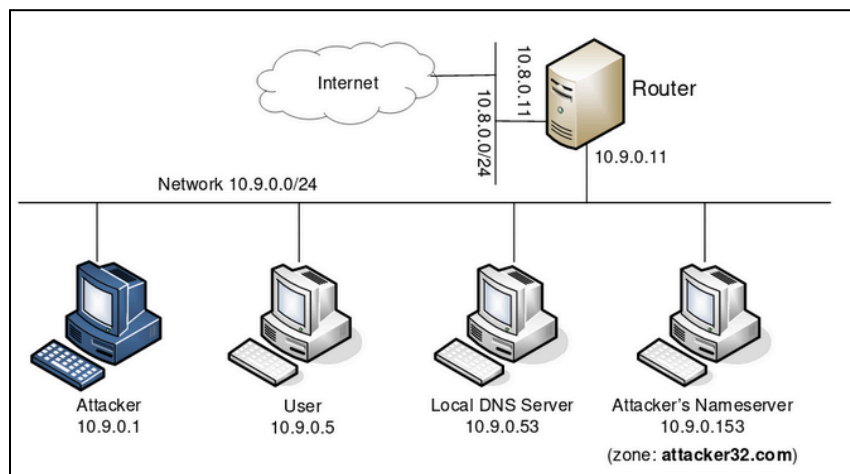 Internet
10.8.0.11
10.8.0.0/24
Router
10.9.0.11
Network 10.9.0.0/24
Attacker
10.9.0.1
User
10.9.0.5
Local DNS Server
10.9.0.53
Attacker's Nameserver
10.9.0.153
(zone: attacker32.com)